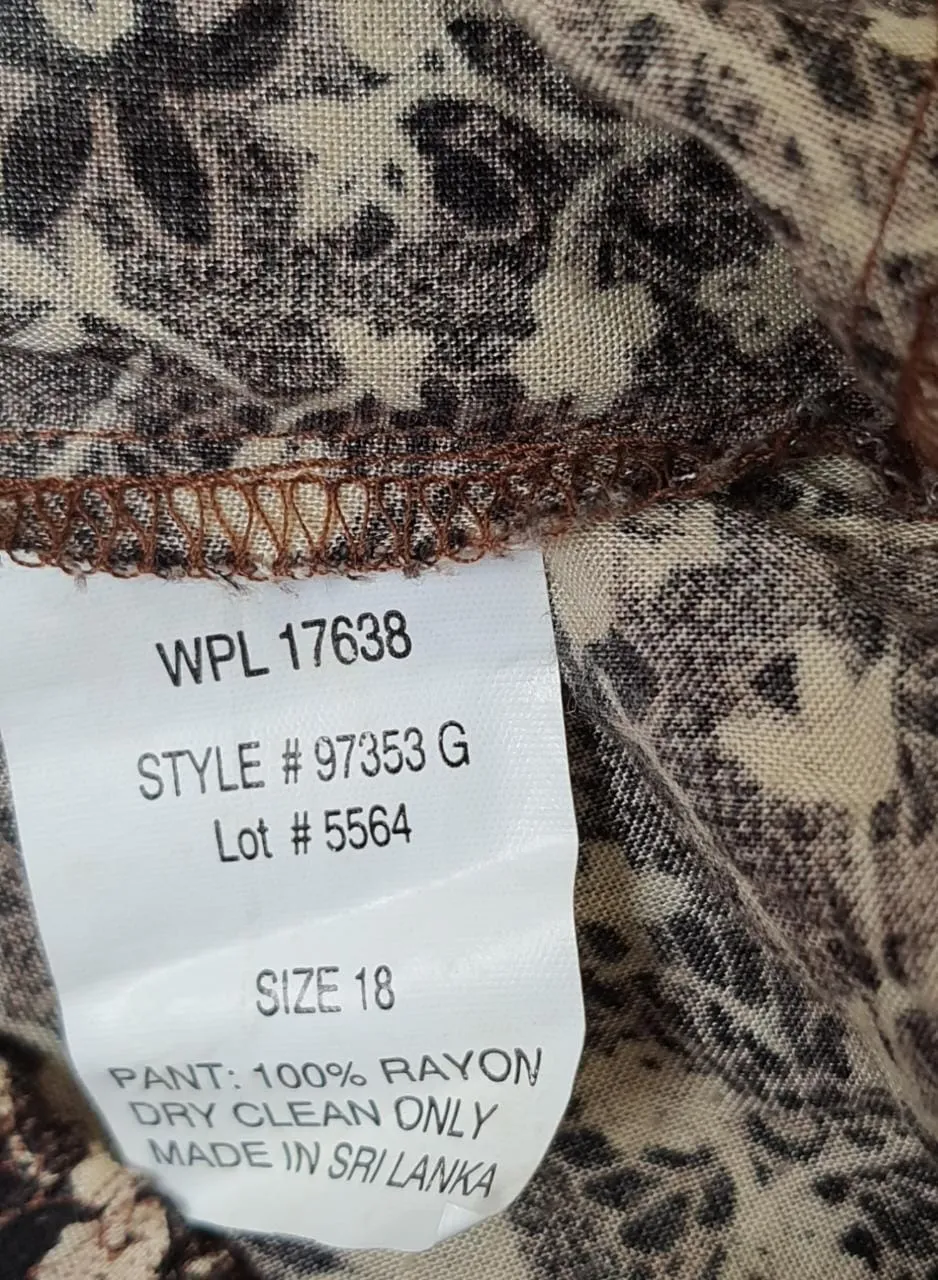 WPL 17638
STYLE # 97353 G
Lot # 5564
SIZE 18
PANT: 100% RAYON
DRY CLEAN ONLY
MADE IN SRI LANKA